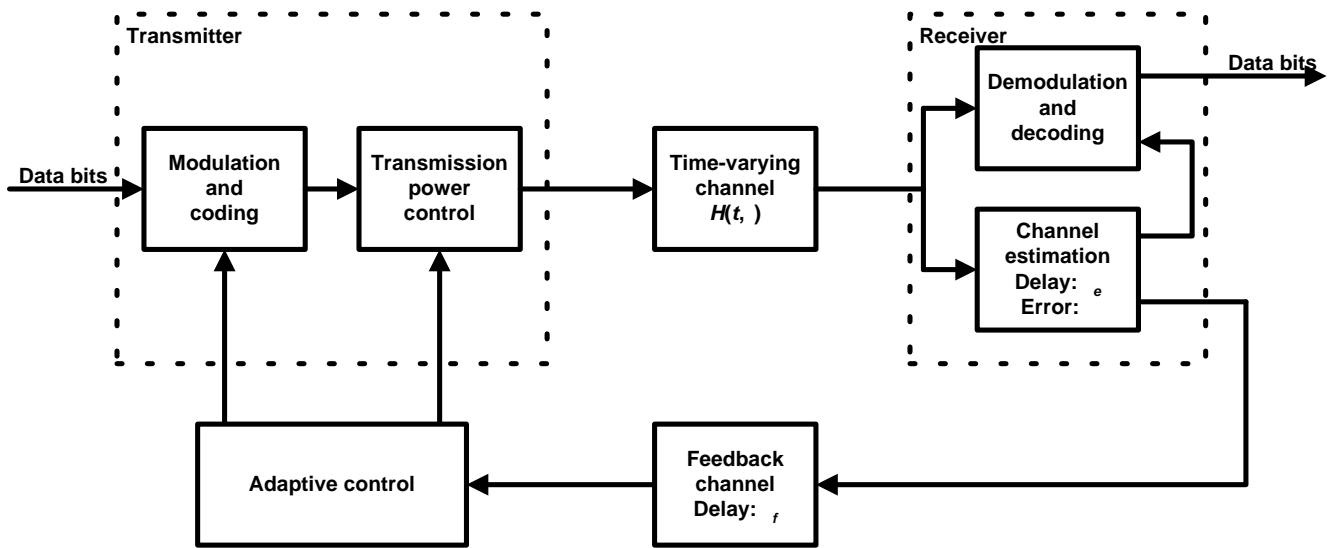 Transmitter
Data bits
Modulation
and
coding
Transmission
power
control
Time-varying
channel
H(t, )
Receiver
Demodulation
and
decoding
Data bits
Channel
estimation
Delay: e
Error:
Adaptive control
Feedback
channel
Delay: f